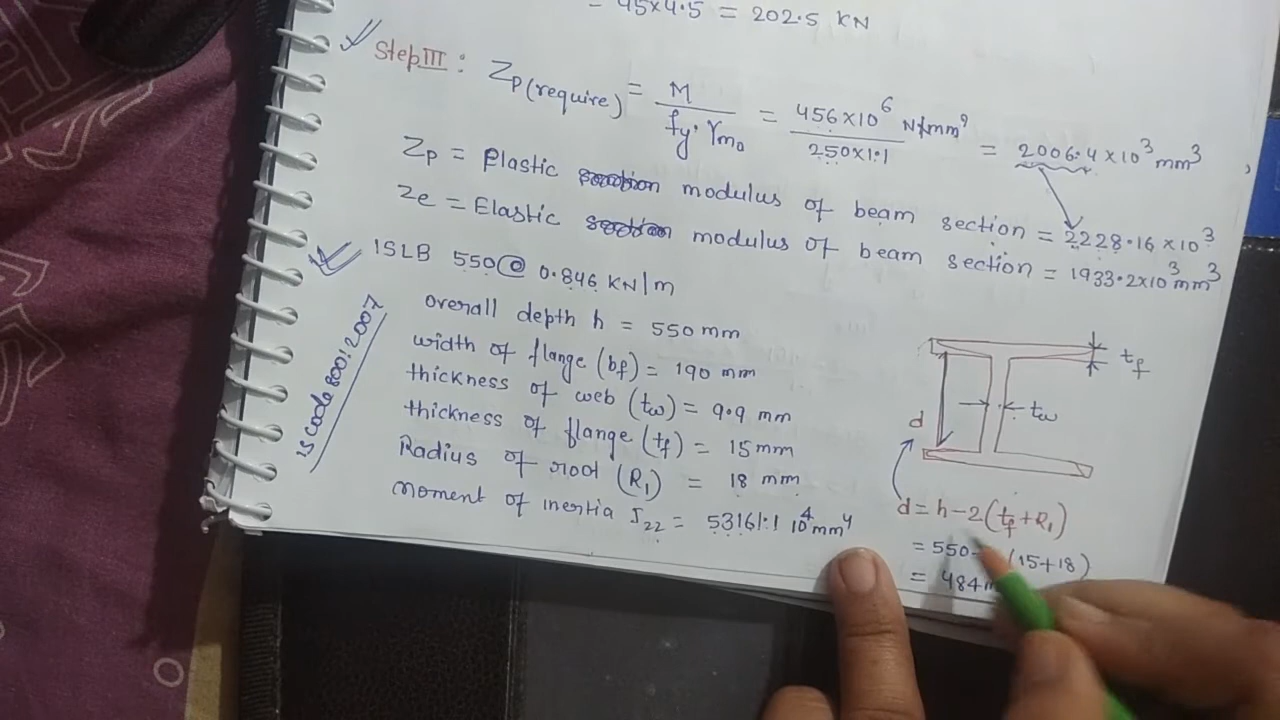 = 45×4.5 = 202.5 KN
Step III : Zp(require) = M / fy. γmo = 456×10⁶ N/mm² / 250×1.1 = 2006.4×10³ mm³
Zp = Plastic modulus of beam section = 2228.16×10³
Ze = Elastic modulus of beam section = 1933.2×10³ mm³
ISLB 550@ 0.846 KN/m
IS code 800:2007
overall depth h = 550 mm
width of flange (bf) = 190 mm
thickness of web (tw) = 9.9 mm
thickness of flange (tf) = 15 mm
Radius of root (R₁) = 18 mm
Moment of inertia I₂₂ = 53161.1 10⁴ mm⁴
tf
tw
d
d = h-2(tf+R₁)
= 550- (15+18)
= 484